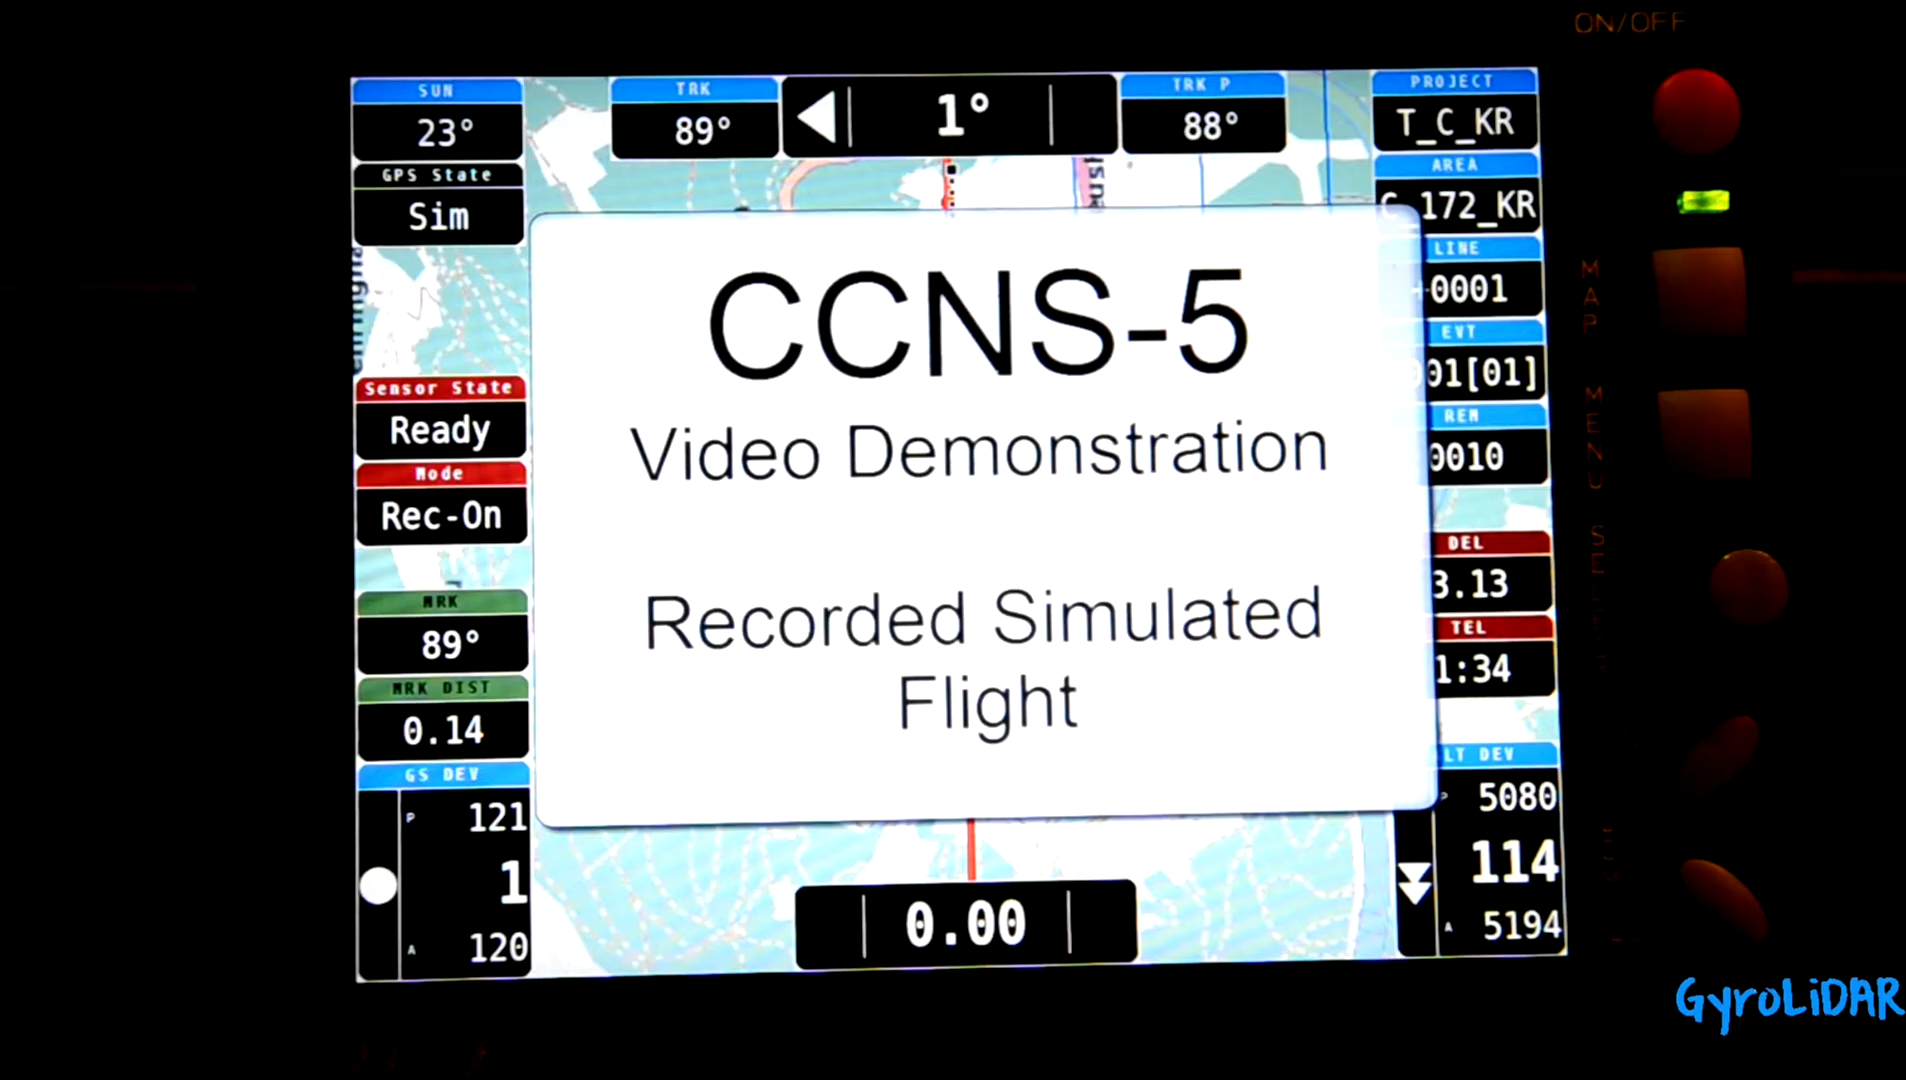 ON/OFF
SUN
23°
TRK
89°
1°
TRK P
88°
PROJECT
T_C_KR
GPS State
Sim
AREA
C_172_KR
LINE
0001
EVT
01[01]
REM
0010
Sensor State
Ready
Mode
Rec-On
CCNS-5
Video Demonstration
Recorded Simulated
Flight
MAP
MENU
DEL
3.13
TEL
1:34
MRK
89°
MRK DIST
0.14
GS DEV
P 121
1
A 120
0.00
LT DEV
P 5080
114
A 5194
GyroLiDAR